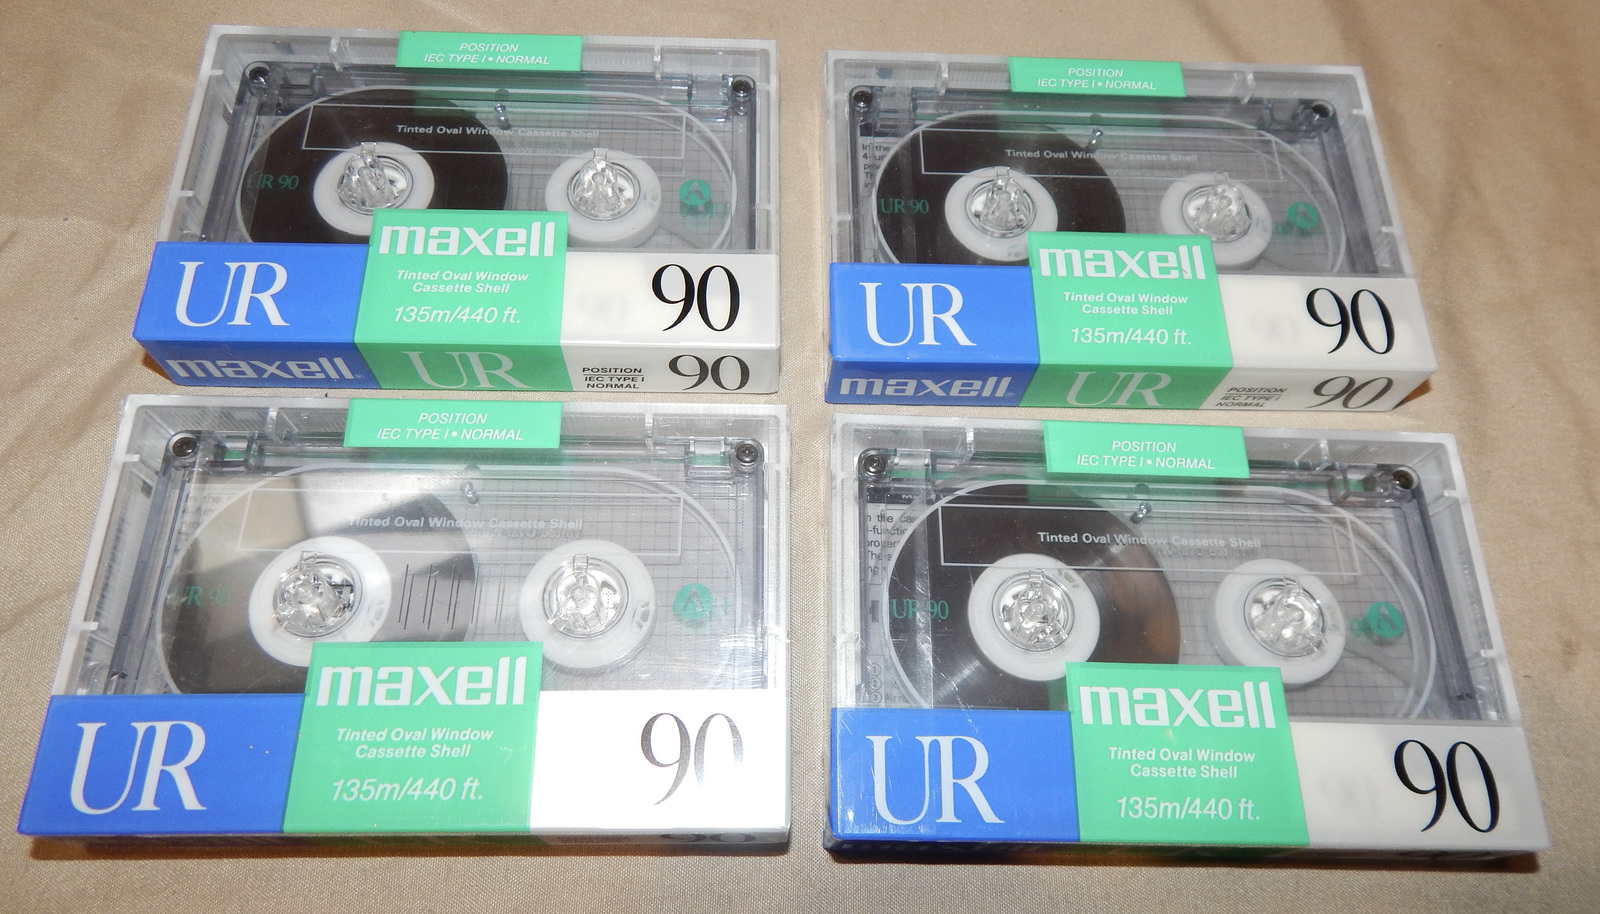 POSITION
IEC TYPE I • NORMAL
Tinted Oval Window Cassette Shell
UR 90
maxell
UR
Tinted Oval Window
Cassette Shell
135m/440 ft.
90
maxell
UR
POSITION
IEC TYPE I
NORMAL
90
POSITION
IEC TYPE I • NORMAL
Tinted Oval Window Cassette Shell
UR 90
maxell
UR
Tinted Oval Window
Cassette Shell
135m/440 ft.
90
maxell
UR
POSITION
IEC TYPE I
NORMAL
90
POSITION
IEC TYPE I • NORMAL
Tinted Oval Window Cassette Shell
UR 90
maxell
UR
Tinted Oval Window
Cassette Shell
135m/440 ft.
90
POSITION
IEC TYPE I • NORMAL
Tinted Oval Window Cassette Shell
UR 90
maxell
UR
Tinted Oval Window
Cassette Shell
135m/440 ft.
90